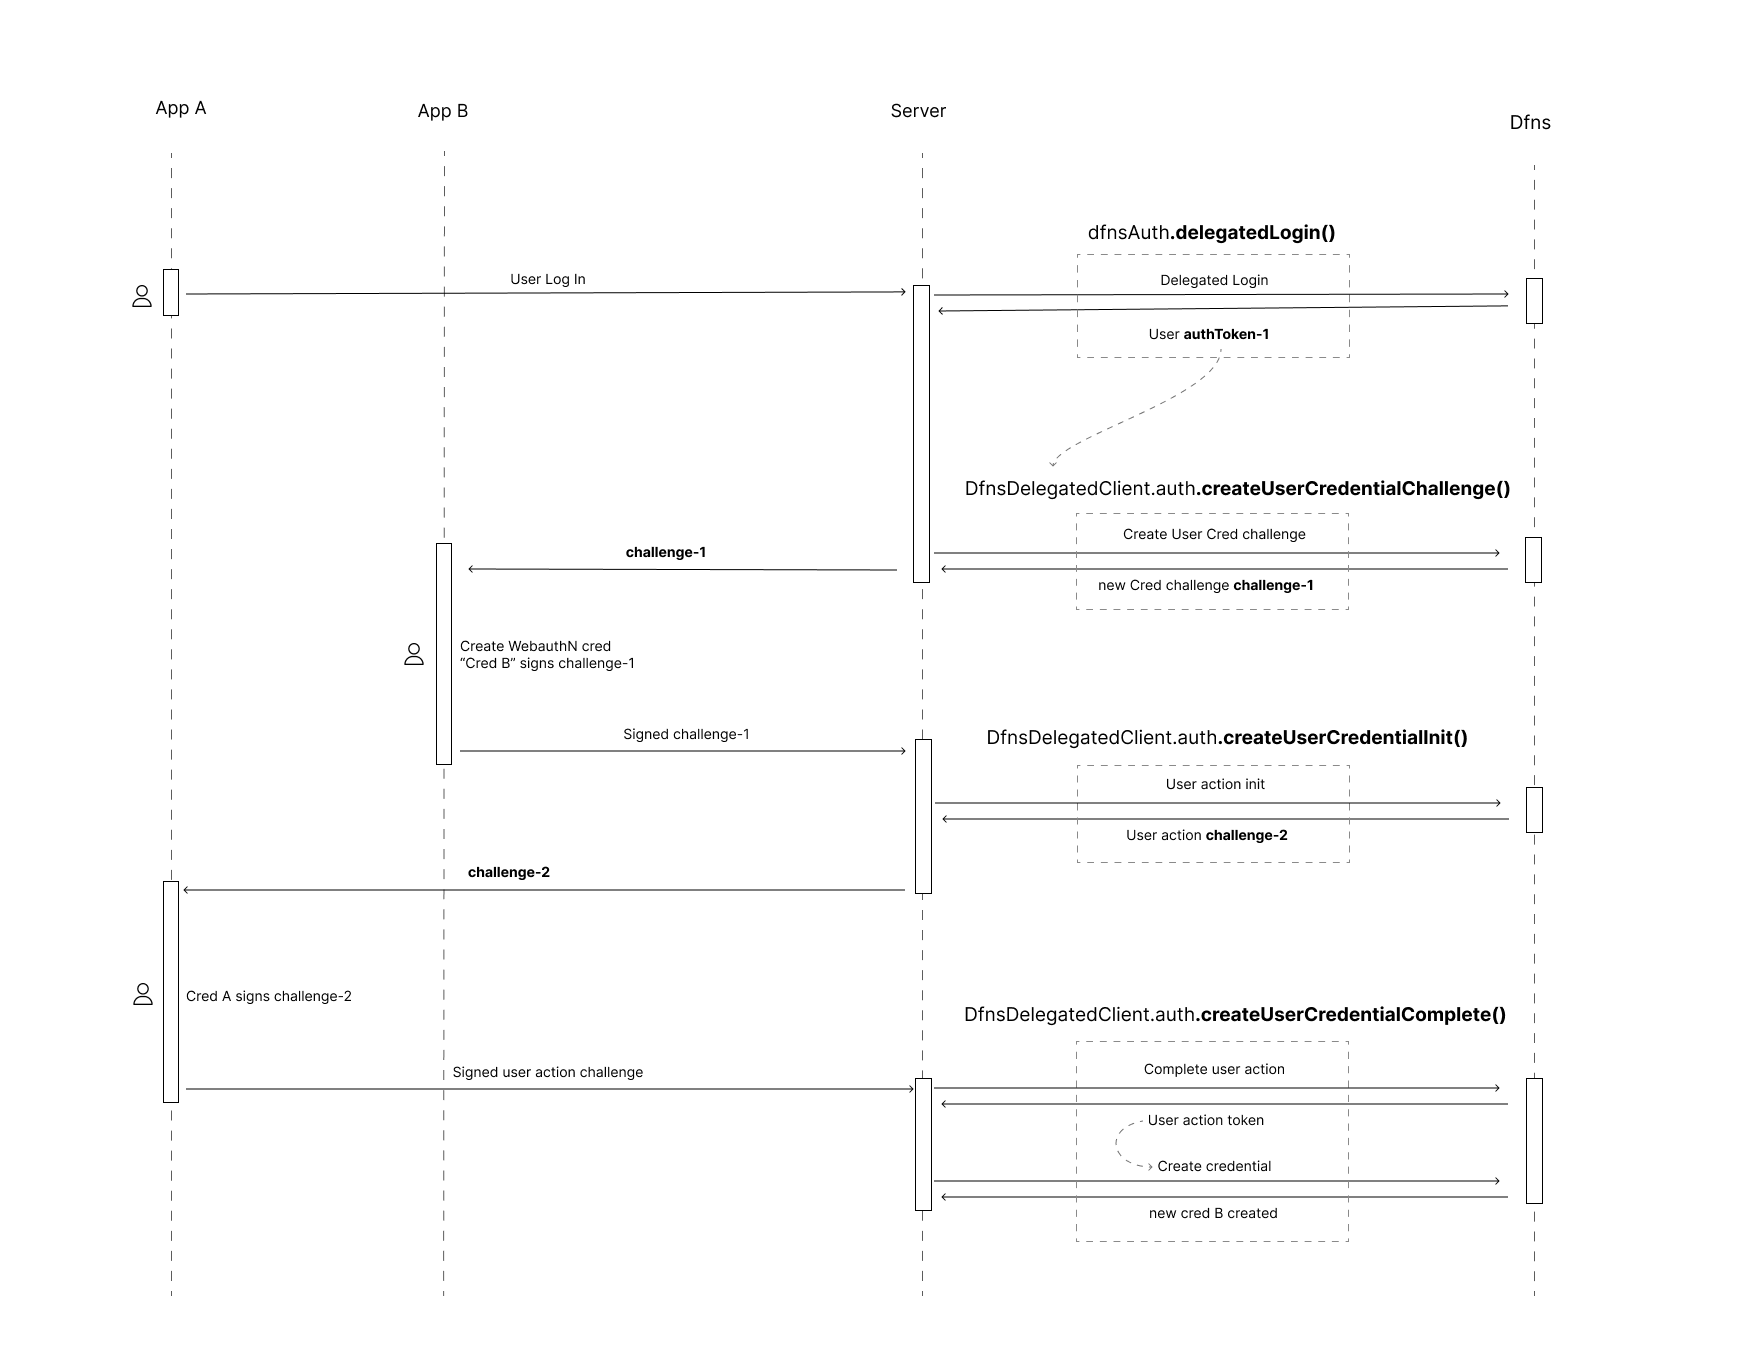 App A
App B
Server
Dfns
dfnsAuth.delegatedLogin()
User Log In
Delegated Login
User authToken-1
DfnsDelegatedClient.auth.createUserCredentialChallenge()
Create User Cred challenge
challenge-1
new Cred challenge challenge-1
Create WebauthN cred
“Cred B” signs challenge-1
Signed challenge-1
DfnsDelegatedClient.auth.createUserCredentialInit()
User action init
User action challenge-2
challenge-2
Cred A signs challenge-2
DfnsDelegatedClient.auth.createUserCredentialComplete()
Signed user action challenge
Complete user action
User action token
Create credential
new cred B created